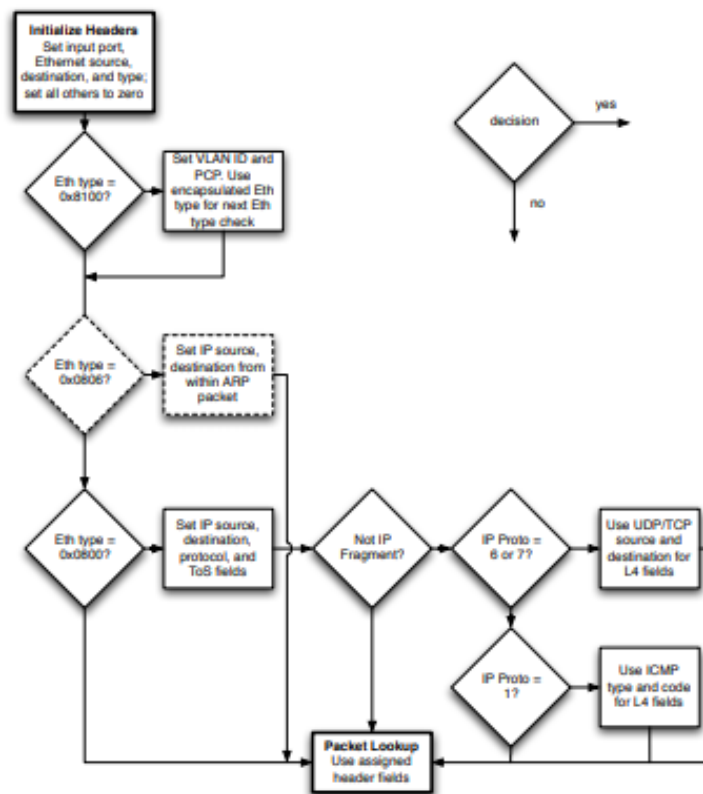 Initialize Headers
Set input port,
Ethernet source,
destination, and type;
set all others to zero
decision
yes
no
Eth type =
0x8100?
Set VLAN ID and
PCP. Use
encapsulated Eth
type for next Eth
type check
Eth type =
0x0806?
Set IP source,
destination from
within ARP
packet
Eth type =
0x0800?
Set IP source,
destination,
protocol, and
ToS fields
Not IP
Fragment?
IP Proto =
6 or 7?
Use UDP/TCP
source and
destination for
L4 fields
IP Proto =
1?
Use ICMP
type and code
for L4 fields
Packet Lookup
Use assigned
header fields